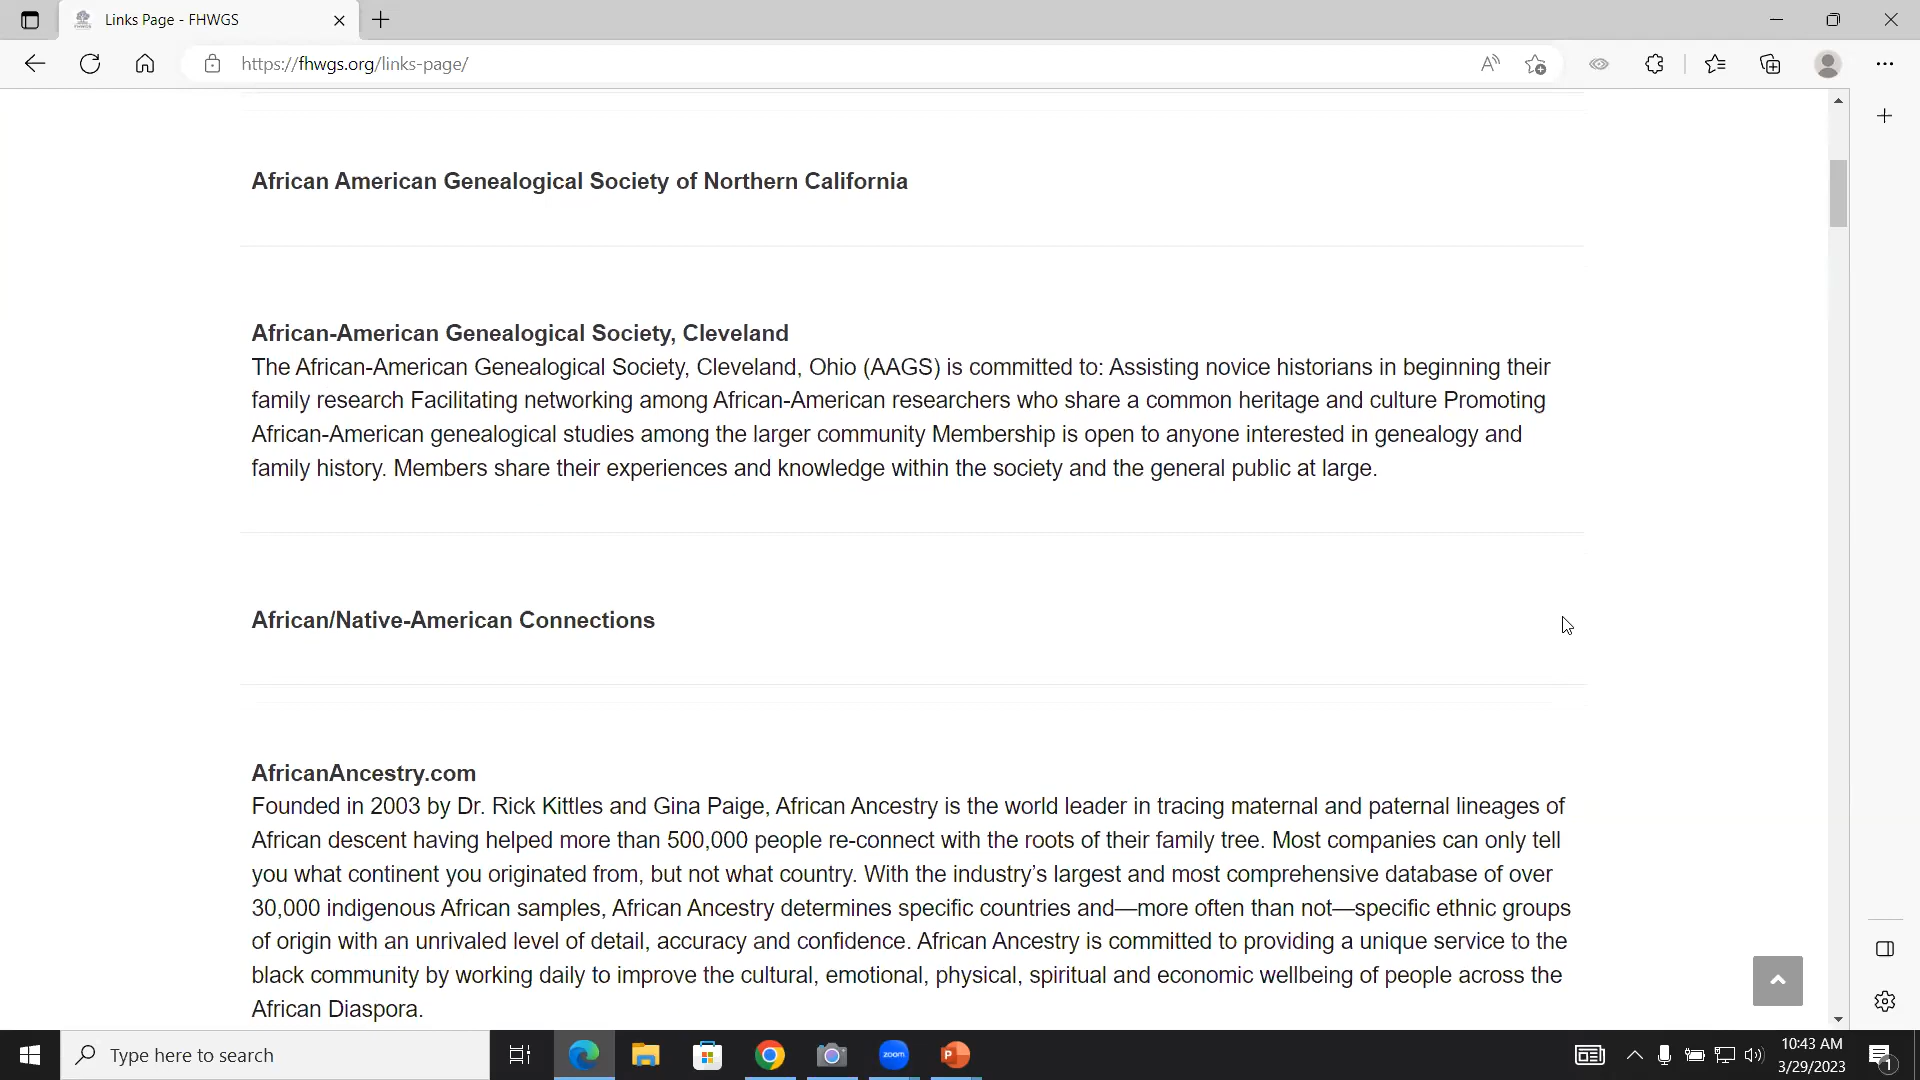 Links Page - FHWGS
https://fhwgs.org/links-page/
African American Genealogical Society of Northern California
African-American Genealogical Society, Cleveland
The African-American Genealogical Society, Cleveland, Ohio (AAGS) is committed to: Assisting novice historians in beginning their
family research Facilitating networking among African-American researchers who share a common heritage and culture Promoting
African-American genealogical studies among the larger community Membership is open to anyone interested in genealogy and
family history. Members share their experiences and knowledge within the society and the general public at large.
African/Native-American Connections
AfricanAncestry.com
Founded in 2003 by Dr. Rick Kittles and Gina Paige, African Ancestry is the world leader in tracing maternal and paternal lineages of
African descent having helped more than 500,000 people re-connect with the roots of their family tree. Most companies can only tell
you what continent you originated from, but not what country. With the industry’s largest and most comprehensive database of over
30,000 indigenous African samples, African Ancestry determines specific countries and—more often than not—specific ethnic groups
of origin with an unrivaled level of detail, accuracy and confidence. African Ancestry is committed to providing a unique service to the
black community by working daily to improve the cultural, emotional, physical, spiritual and economic wellbeing of people across the
African Diaspora.
Type here to search
zoom
P
10:43 AM
3/29/2023
1